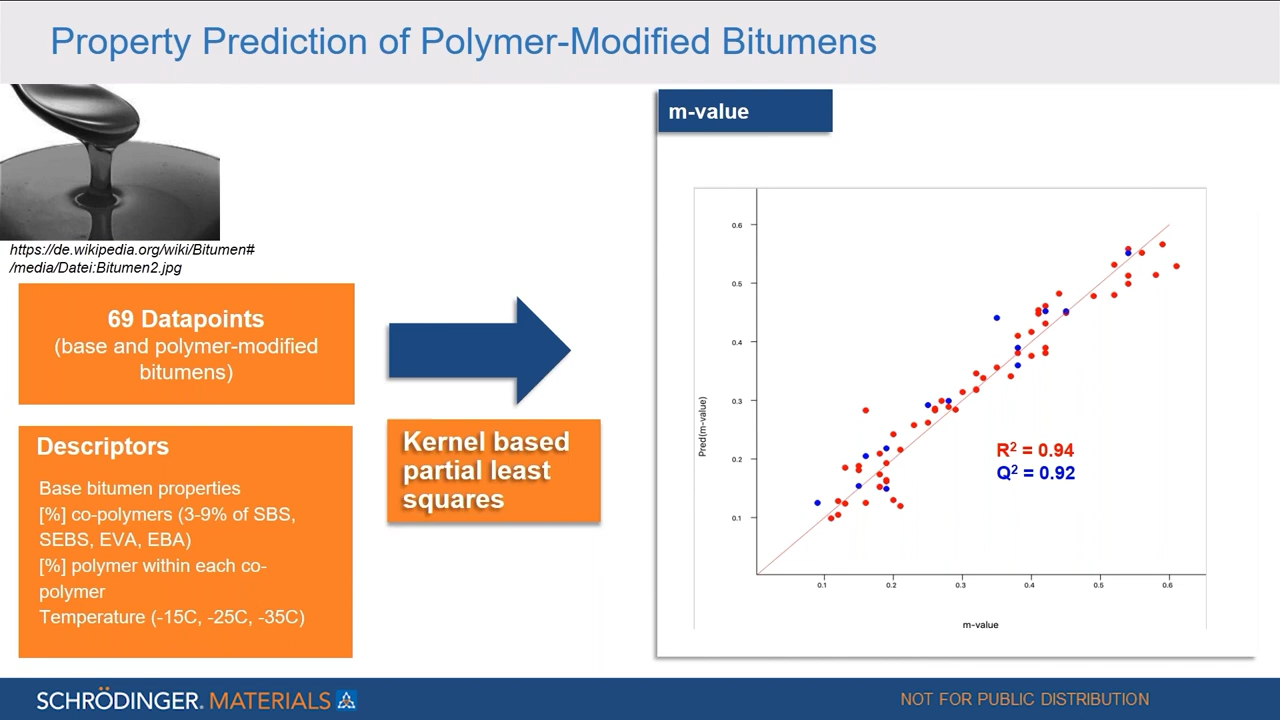 Property Prediction of Polymer-Modified Bitumens
https://de.wikipedia.org/wiki/Bitumen#
/media/Datei:Bitumen2.jpg
69 Datapoints
(base and polymer-modified
bitumens)
Descriptors
Base bitumen properties
[%] co-polymers (3-9% of SBS,
SEBS, EVA, EBA)
[%] polymer within each co-
polymer
Temperature (-15C, -25C, -35C)
Kernel based
partial least
squares
m-value
0.6
0.5
0.4
0.3
0.2
0.1
Pred(m-value)
R² = 0.94
Q² = 0.92
0.1 0.2 0.3 0.4 0.5 0.6
m-value
SCHRÖDINGER. MATERIALS
NOT FOR PUBLIC DISTRIBUTION